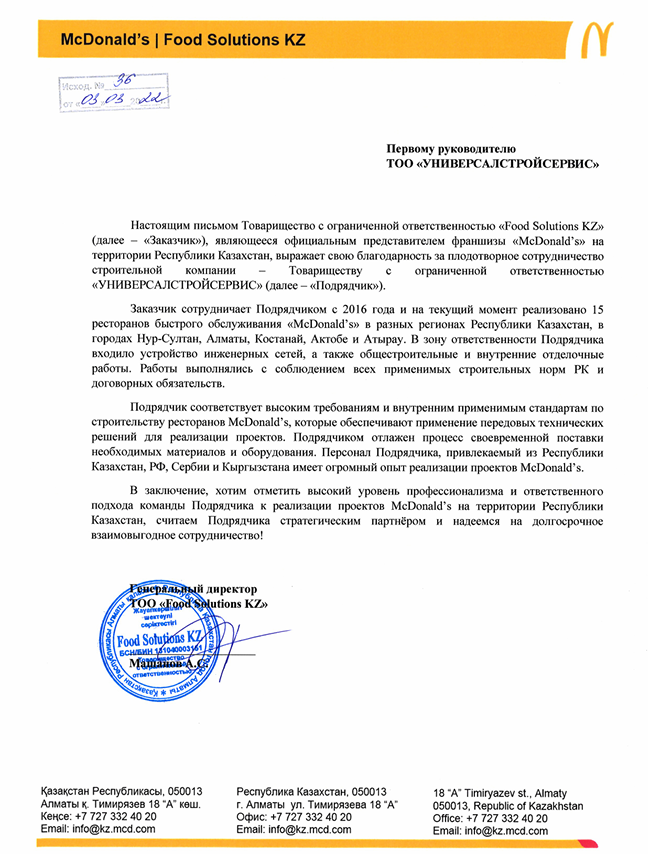 McDonald's | Food Solutions KZ
Исход. № 36
от «03» 03 2022 г.
Первому руководителю
ТОО «УНИВЕРСАЛСТРОЙСЕРВИС»
Настоящим письмом Товарищество с ограниченной ответственностью «Food Solutions KZ»
(далее – «Заказчик»), являющееся официальным представителем франшизы «McDonald's» на
территории Республики Казахстан, выражает свою благодарность за плодотворное сотрудничество
строительной компании – Товариществу с ограниченной ответственностью
«УНИВЕРСАЛСТРОЙСЕРВИС» (далее – «Подрядчик»).
Заказчик сотрудничает Подрядчиком с 2016 года и на текущий момент реализовано 15
ресторанов быстрого обслуживания «McDonald's» в разных регионах Республики Казахстан, в
городах Нур-Султан, Алматы, Костанай, Актобе и Атырау. В зону ответственности Подрядчика
входило устройство инженерных сетей, а также общестроительные и внутренние отделочные
работы. Работы выполнялись с соблюдением всех применимых строительных норм РК и
договорных обязательств.
Подрядчик соответствует высоким требованиям и внутренним применимым стандартам по
строительству ресторанов McDonald's, которые обеспечивают применение передовых технических
решений для реализации проектов. Подрядчиком отлажен процесс своевременной поставки
необходимых материалов и оборудования. Персонал Подрядчика, привлекаемый из Республики
Казахстан, РФ, Сербии и Кыргызстана имеет огромный опыт реализации проектов McDonald's.
В заключение, хотим отметить высокий уровень профессионализма и ответственного
подхода команды Подрядчика к реализации проектов McDonald's на территории Республики
Казахстан, считаем Подрядчика стратегическим партнёром и надеемся на долгосрочное
взаимовыгодное сотрудничество!
Генеральный директор
ТОО «Food Solutions KZ»
Жауапкершілігі
шектеулі
серіктестігі
Food Solutions KZ
БСН/БИН 151040003151
Товарищество
с ограниченной
ответственностью
Машанов А.С.
Қазақстан Республикасы, 050013
Алматы қ. Тимирязев 18 “А” көш.
Кеңсе: +7 727 332 40 20
Email: info@kz.mcd.com
Республика Казахстан, 050013
г. Алматы ул. Тимирязева 18 “А”
Офис: +7 727 332 40 20
Email: info@kz.mcd.com
18 “A” Timiryazev st., Almaty
050013, Republic of Kazakhstan
Office: +7 727 332 40 20
Email: info@kz.mcd.com